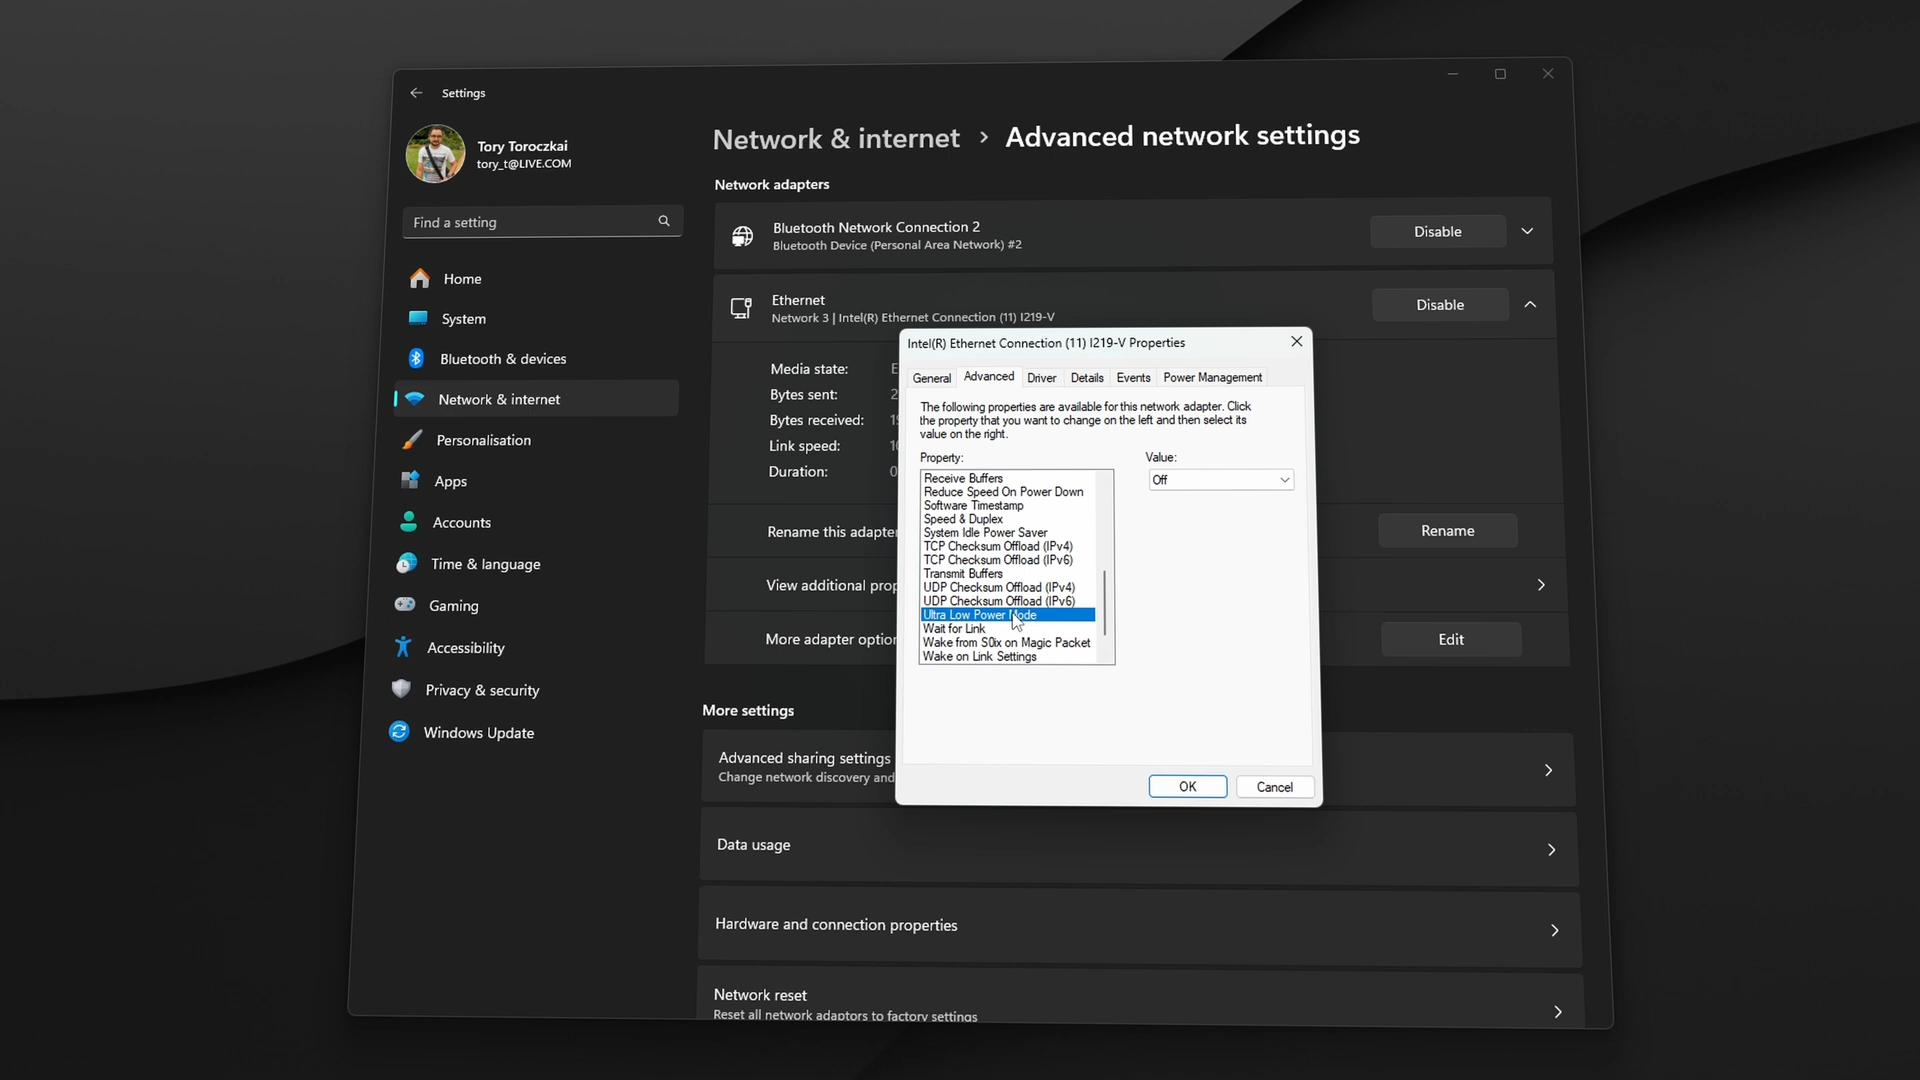 Settings
Tory Toroczkai
tory_t@LIVE.COM
Find a setting
Home
System
Bluetooth & devices
Network & internet
Personalisation
Apps
Accounts
Time & language
Gaming
Accessibility
Privacy & security
Windows Update
Network & internet › Advanced network settings
Network adapters
Bluetooth Network Connection 2
Bluetooth Device (Personal Area Network) #2
Disable
Ethernet
Network 3 | Intel(R) Ethernet Connection (11) I219-V
Disable
Media state:
Bytes sent:
Bytes received:
Link speed:
Duration:
Rename this adapter
Rename
View additional prop
More adapter option
Edit
More settings
Advanced sharing settings
Change network discovery and
Data usage
Hardware and connection properties
Network reset
Reset all network adaptors to factory settings
Intel(R) Ethernet Connection (11) I219-V Properties
General Advanced Driver Details Events Power Management
The following properties are available for this network adapter. Click
the property that you want to change on the left and then select its
value on the right.
Property:
Receive Buffers
Reduce Speed On Power Down
Software Timestamp
Speed & Duplex
System Idle Power Saver
TCP Checksum Offload (IPv4)
TCP Checksum Offload (IPv6)
Transmit Buffers
UDP Checksum Offload (IPv4)
UDP Checksum Offload (IPv6)
Ultra Low Power Mode
Wait for Link
Wake from S0ix on Magic Packet
Wake on Link Settings
Value:
Off
OK
Cancel